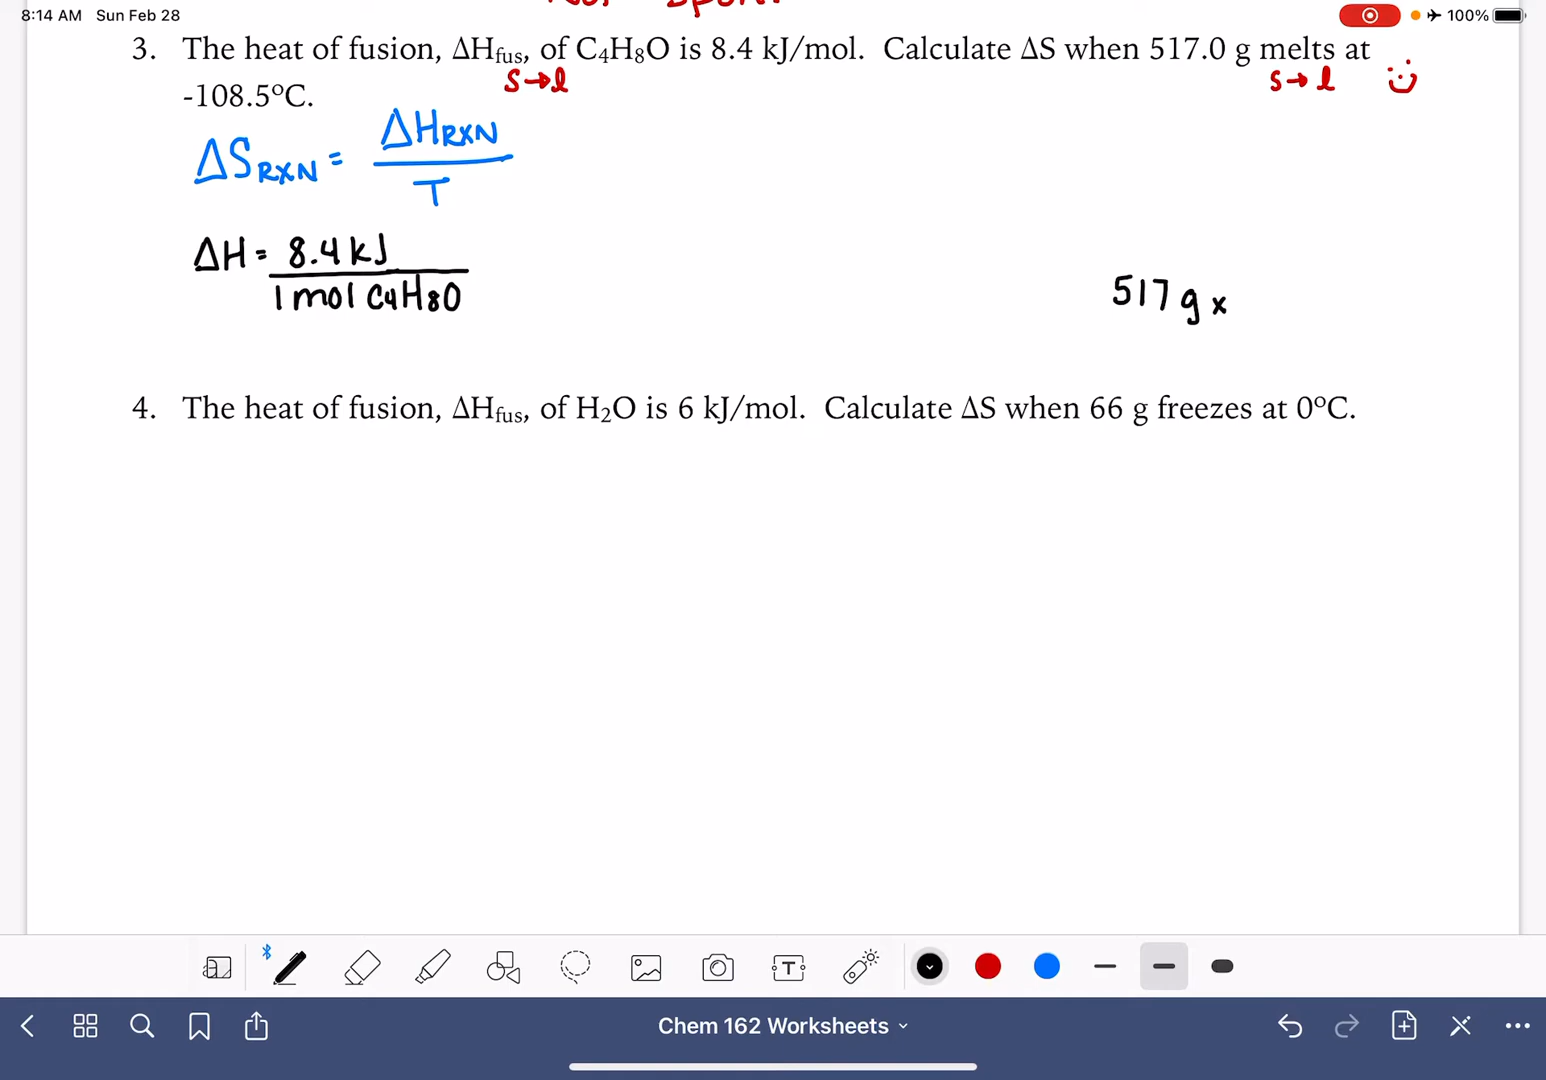 8:14 AM Sun Feb 28
100%
3. The heat of fusion, ΔHfus, of C4H8O is 8.4 kJ/mol. Calculate ΔS when 517.0 g melts at
S→l S→l
-108.5°C.
ΔSRXN = ΔHRXN
T
ΔH = 8.4 kJ
1 mol C4H8O
517 g x
4. The heat of fusion, ΔHfus, of H2O is 6 kJ/mol. Calculate ΔS when 66 g freezes at 0°C.
T
Chem 162 Worksheets